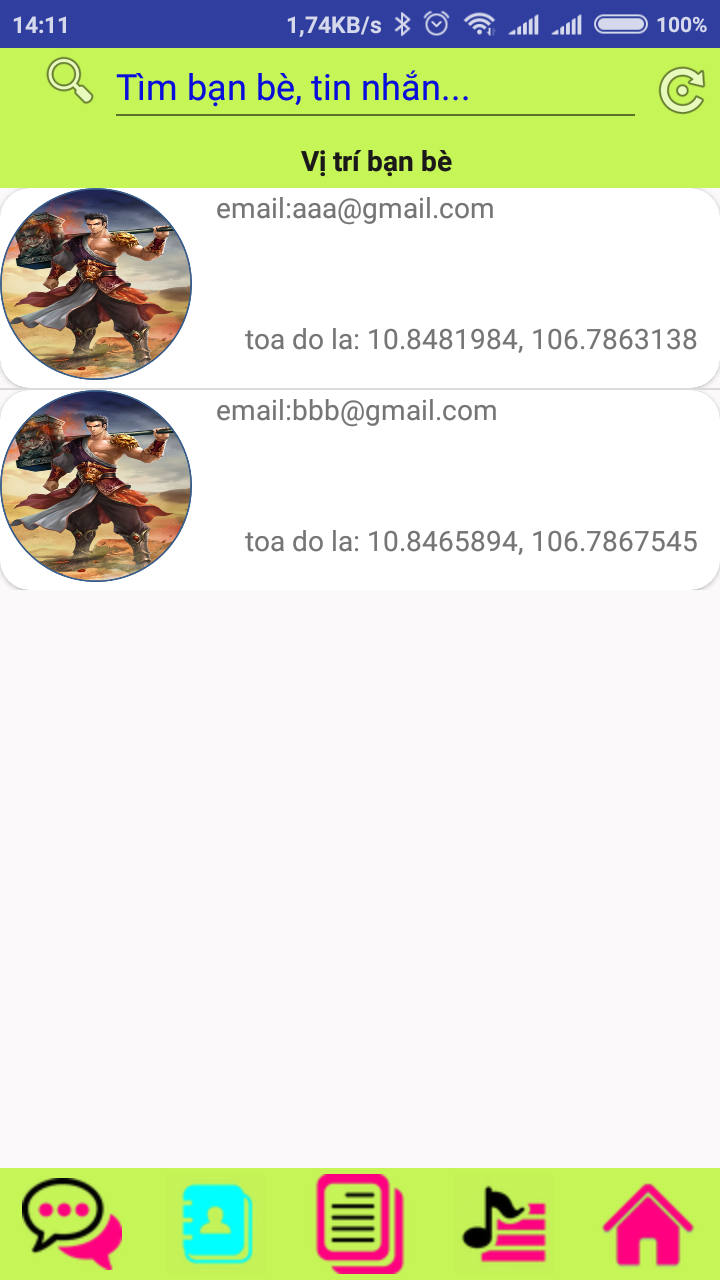 14:11 1,74KB/s 100%
Tìm bạn bè, tin nhắn...
Vị trí bạn bè
email:aaa@gmail.com
toa do la: 10.8481984, 106.7863138
email:bbb@gmail.com
toa do la: 10.8465894, 106.7867545